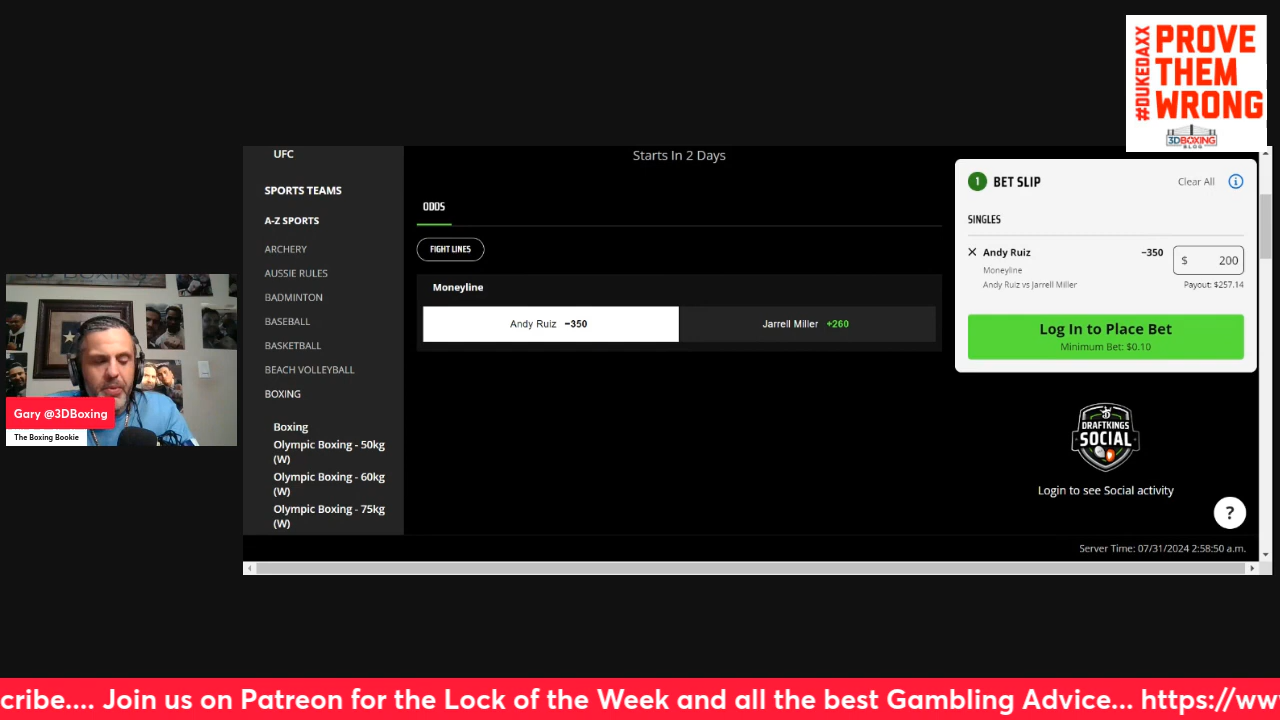 #DUKEDAXX
PROVE
THEM
WRONG
3DBOXING
BLOG
UFC
SPORTS TEAMS
A-Z SPORTS
ARCHERY
AUSSIE RULES
BADMINTON
BASEBALL
BASKETBALL
BEACH VOLLEYBALL
BOXING
Boxing
Olympic Boxing - 50kg
(W)
Olympic Boxing - 60kg
(W)
Olympic Boxing - 75kg
(W)
Starts In 2 Days
ODDS
FIGHT LINES
Moneyline
Andy Ruiz −350
Jarrell Miller +260
1 BET SLIP Clear All
SINGLES
Andy Ruiz −350 $ 200
Moneyline
Andy Ruiz vs Jarrell Miller Payout: $257.14
Log In to Place Bet
Minimum Bet: $0.10
DRAFTKINGS
SOCIAL
Login to see Social activity
?
Server Time: 07/31/2024 2:58:50 a.m.
Gary @3DBoxing
The Boxing Bookie
cribe.... Join us on Patreon for the Lock of the Week and all the best Gambling Advice... https://ww